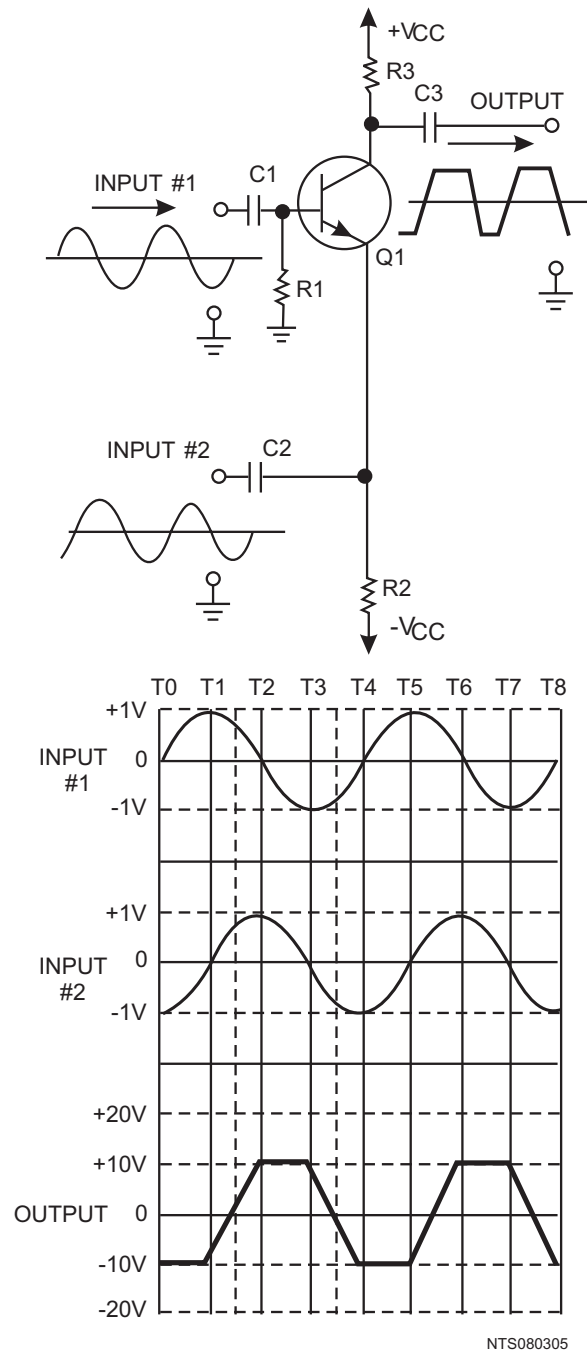 +VCC
R3
C3
OUTPUT
INPUT #1
C1
Q1
R1
INPUT #2
C2
R2
-VCC
T0 T1 T2 T3 T4 T5 T6 T7 T8
+1V
INPUT
#1
0
-1V
+1V
INPUT
#2
0
-1V
+20V
+10V
OUTPUT 0
-10V
-20V
NTS080305